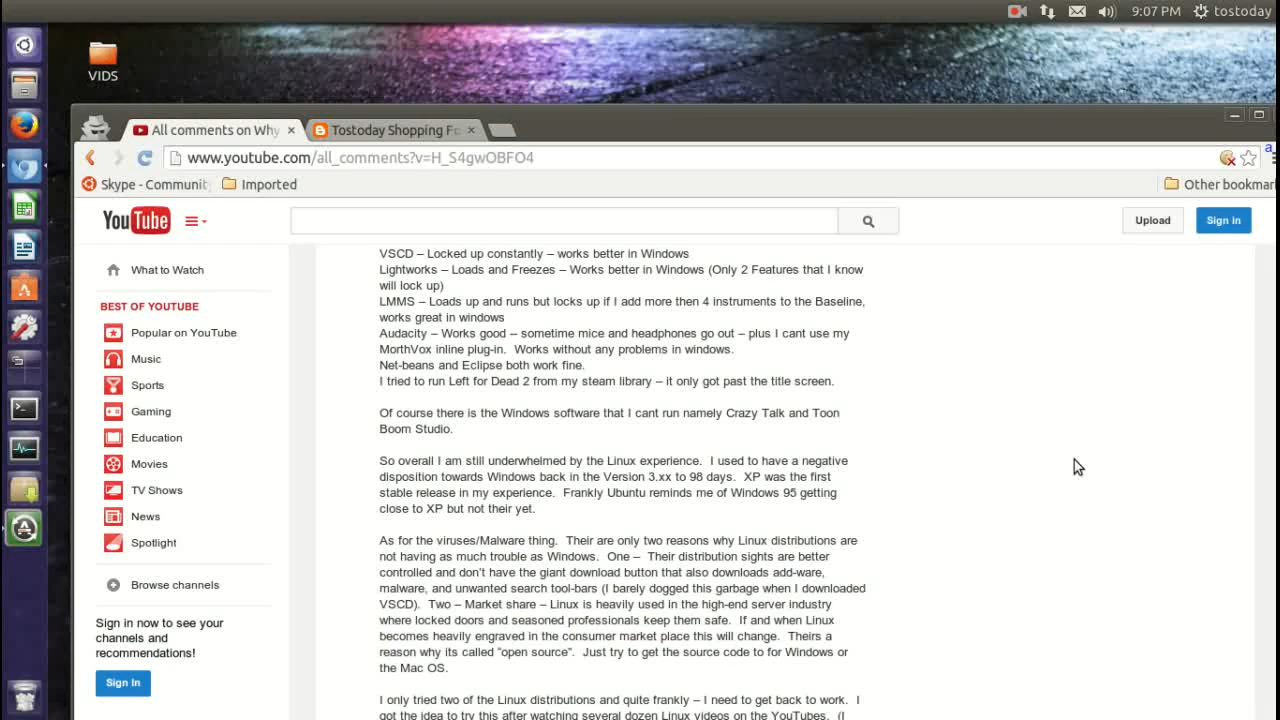 9:07 PM tostoday
VIDS
All comments on Why
Tostoday Shopping Fo
www.youtube.com/all_comments?v=H_S4gwOBFO4
a
Skype - Communit
Imported
Other bookmar
YouTube
Upload
Sign in
What to Watch
BEST OF YOUTUBE
Popular on YouTube
Music
Sports
Gaming
Education
Movies
TV Shows
News
Spotlight
Browse channels
Sign in now to see your
channels and
recommendations!
Sign In
VSCD – Locked up constantly – works better in Windows
Lightworks – Loads and Freezes – Works better in Windows (Only 2 Features that I know
will lock up)
LMMS – Loads up and runs but locks up if I add more then 4 instruments to the Baseline,
works great in windows
Audacity – Works good – sometime mice and headphones go out – plus I cant use my
MorthVox inline plug-in. Works without any problems in windows.
Net-beans and Eclipse both work fine.
I tried to run Left for Dead 2 from my steam library – it only got past the title screen.
Of course there is the Windows software that I cant run namely Crazy Talk and Toon
Boom Studio.
So overall I am still underwhelmed by the Linux experience. I used to have a negative
disposition towards Windows back in the Version 3.xx to 98 days. XP was the first
stable release in my experience. Frankly Ubuntu reminds me of Windows 95 getting
close to XP but not their yet.
As for the viruses/Malware thing. Their are only two reasons why Linux distributions are
not having as much trouble as Windows. One – Their distribution sights are better
controlled and don't have the giant download button that also downloads add-ware,
malware, and unwanted search tool-bars (I barely dogged this garbage when I downloaded
VSCD). Two – Market share – Linux is heavily used in the high-end server industry
where locked doors and seasoned professionals keep them safe. If and when Linux
becomes heavily engraved in the consumer market place this will change. Theirs a
reason why its called "open source". Just try to get the source code to for Windows or
the Mac OS.
I only tried two of the Linux distributions and quite frankly – I need to get back to work. I
got the idea to try this after watching several dozen Linux videos on the YouTubes. (I